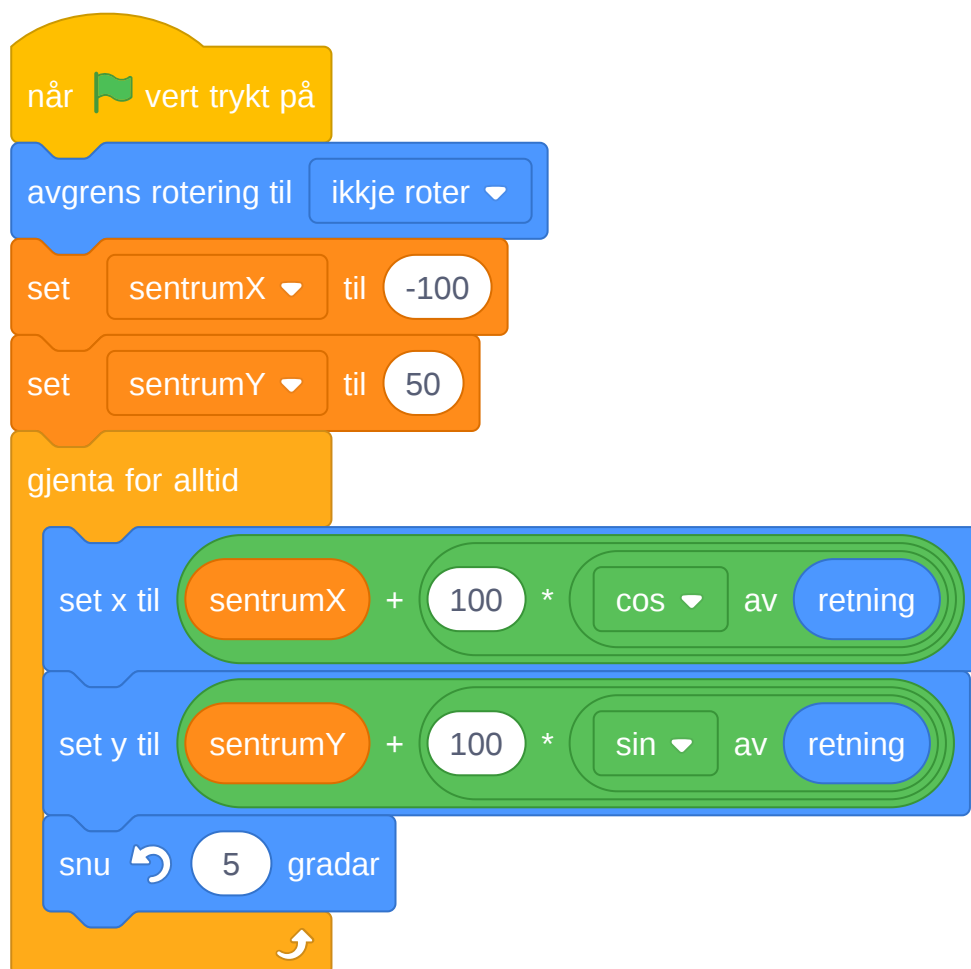 når vert trykt på
avgrens rotering til ikkje roter
set sentrumX til -100
set sentrumY til 50
gjenta for alltid
set x til sentrumX + 100 * cos av retning
set y til sentrumY + 100 * sin av retning
snu 5 gradar